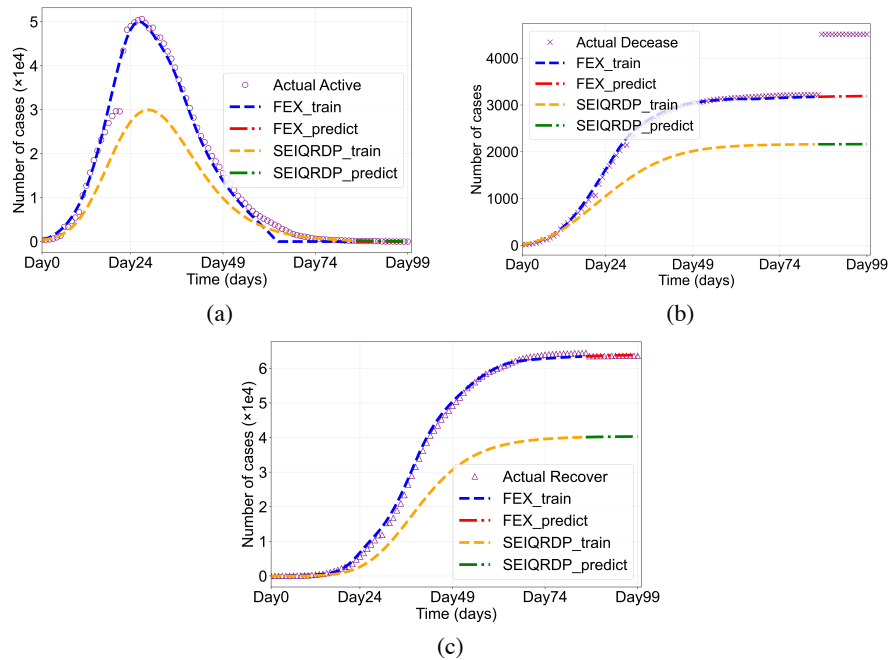 Number of cases (×1e4)
5
4
3
2
1
0
Actual Active
FEX_train
FEX_predict
SEIQRDP_train
SEIQRDP_predict
Day0 Day24 Day49 Day74 Day99
Time (days)
(a)
Number of cases
4000
3000
2000
1000
0
Actual Decease
FEX_train
FEX_predict
SEIQRDP_train
SEIQRDP_predict
Day0 Day24 Day49 Day74 Day99
Time (days)
(b)
Number of cases (×1e4)
6
5
4
3
2
1
0
Actual Recover
FEX_train
FEX_predict
SEIQRDP_train
SEIQRDP_predict
Day0 Day24 Day49 Day74 Day99
Time (days)
(c)